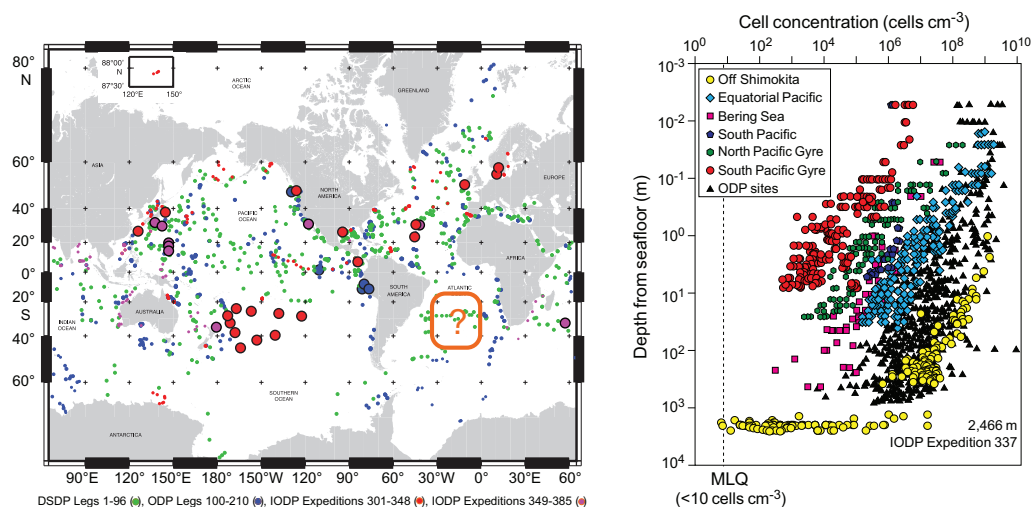 80°
N
60°
40°
20°
0°
20°
S
40°
60°
88°00'
N
87°30'
120°E
150°
ARCTIC
OCEAN
GREENLAND
ASIA
NORTH
AMERICA
EUROPE
PACIFIC
OCEAN
AFRICA
SOUTH
AMERICA
ATLANTIC
?
AUSTRALIA
INDIAN
OCEAN
SOUTHERN
OCEAN
ANTARCTICA
90°E 120°E 150°E 180° 150°W 120°W 90°W 60°W 30°W 0° 30°E 60°E
DSDP Legs 1-96 (●), ODP Legs 100-210 (●), IODP Expeditions 301-348 (●), IODP Expeditions 349-385 (●)
Cell concentration (cells cm⁻³)
10⁰ 10² 10⁴ 10⁶ 10⁸ 10¹⁰
Depth from seafloor (m)
10⁻³
10⁻²
10⁻¹
10⁰
10¹
10²
10³
10⁴
Off Shimokita
Equatorial Pacific
Bering Sea
South Pacific
North Pacific Gyre
South Pacific Gyre
ODP sites
2,466 m
IODP Expedition 337
MLQ
(<10 cells cm⁻³)